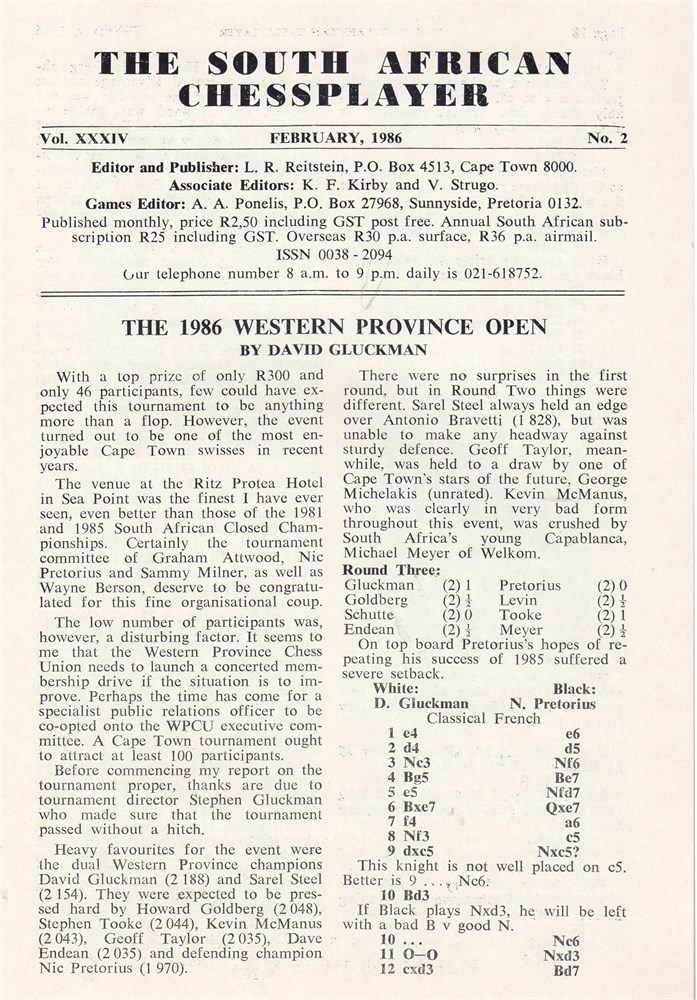 THE SOUTH AFRICAN
CHESSPLAYER
Vol. XXXIV FEBRUARY, 1986 No. 2
Editor and Publisher: L. R. Reitstein, P.O. Box 4513, Cape Town 8000.
Associate Editors: K. F. Kirby and V. Strugo.
Games Editor: A. A. Ponelis, P.O. Box 27968, Sunnyside, Pretoria 0132.
Published monthly, price R2,50 including GST post free. Annual South African sub-
scription R25 including GST. Overseas R30 p.a. surface, R36 p.a. airmail.
ISSN 0038 - 2094
Our telephone number 8 a.m. to 9 p.m. daily is 021-618752.
THE 1986 WESTERN PROVINCE OPEN
BY DAVID GLUCKMAN
With a top prize of only R300 and
only 46 participants, few could have ex-
pected this tournament to be anything
more than a flop. However, the event
turned out to be one of the most en-
joyable Cape Town swisses in recent
years.
The venue at the Ritz Protea Hotel
in Sea Point was the finest I have ever
seen, even better than those of the 1981
and 1985 South African Closed Cham-
pionships. Certainly the tournament
committee of Graham Attwood, Nic
Pretorius and Sammy Milner, as well as
Wayne Berson, deserve to be congratu-
lated for this fine organisational coup.
The low number of participants was,
however, a disturbing factor. It seems to
me that the Western Province Chess
Union needs to launch a concerted mem-
bership drive if the situation is to im-
prove. Perhaps the time has come for a
specialist public relations officer to be
co-opted onto the WPCU executive com-
mittee. A Cape Town tournament ought
to attract at least 100 participants.
Before commencing my report on the
tournament proper, thanks are due to
tournament director Stephen Gluckman
who made sure that the tournament
passed without a hitch.
Heavy favourites for the event were
the dual Western Province champions
David Gluckman (2 188) and Sarel Steel
(2 154). They were expected to be pres-
sed hard by Howard Goldberg (2 048),
Stephen Tooke (2 044), Kevin McManus
(2 043), Geoff Taylor (2 035), Dave
Endean (2 035) and defending champion
Nic Pretorius (1 970).
There were no surprises in the first
round, but in Round Two things were
different. Sarel Steel always held an edge
over Antonio Bravetti (1 828), but was
unable to make any headway against
sturdy defence. Geoff Taylor, mean-
while, was held to a draw by one of
Cape Town's stars of the future, George
Michelakis (unrated). Kevin McManus,
who was clearly in very bad form
throughout this event, was crushed by
South Africa's young Capablanca,
Michael Meyer of Welkom.
Round Three:
Gluckman (2) 1 Pretorius (2) 0
Goldberg (2) ½ Levin (2) ½
Schutte (2) 0 Tooke (2) 1
Endean (2) ½ Meyer (2) ½
On top board Pretorius's hopes of re-
peating his success of 1985 suffered a
severe setback.
White: Black:
D. Gluckman N. Pretorius
Classical French
1 e4 e6
2 d4 d5
3 Nc3 Nf6
4 Bg5 Be7
5 e5 Nfd7
6 Bxe7 Qxe7
7 f4 a6
8 Nf3 c5
9 dxc5 Nxc5?
This knight is not well placed on c5.
Better is 9 . . . , Nc6.
10 Bd3
If Black plays Nxd3, he will be left
with a bad B v good N.
10 ... Nc6
11 O—O Nxd3
12 cxd3 Bd7